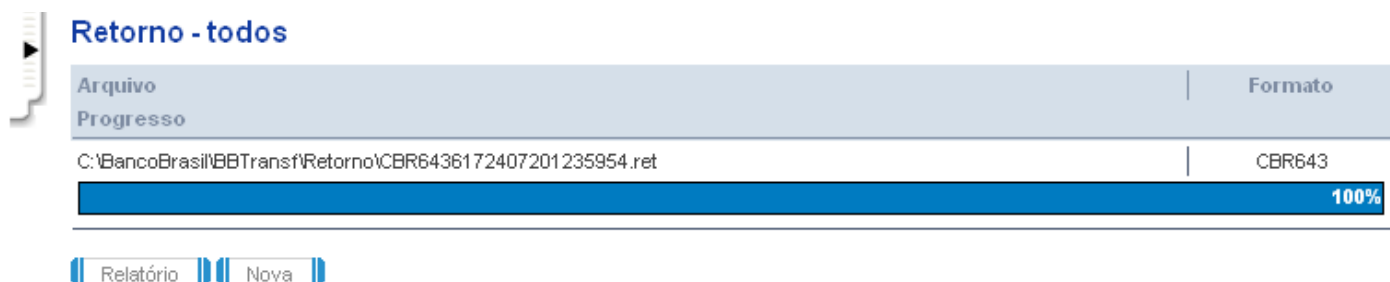 Retorno - todos
Arquivo Formato
Progresso
C:\BancoBrasil\BBTransf\Retorno\CBR6436172407201235954.ret CBR643
100%
Relatório Nova